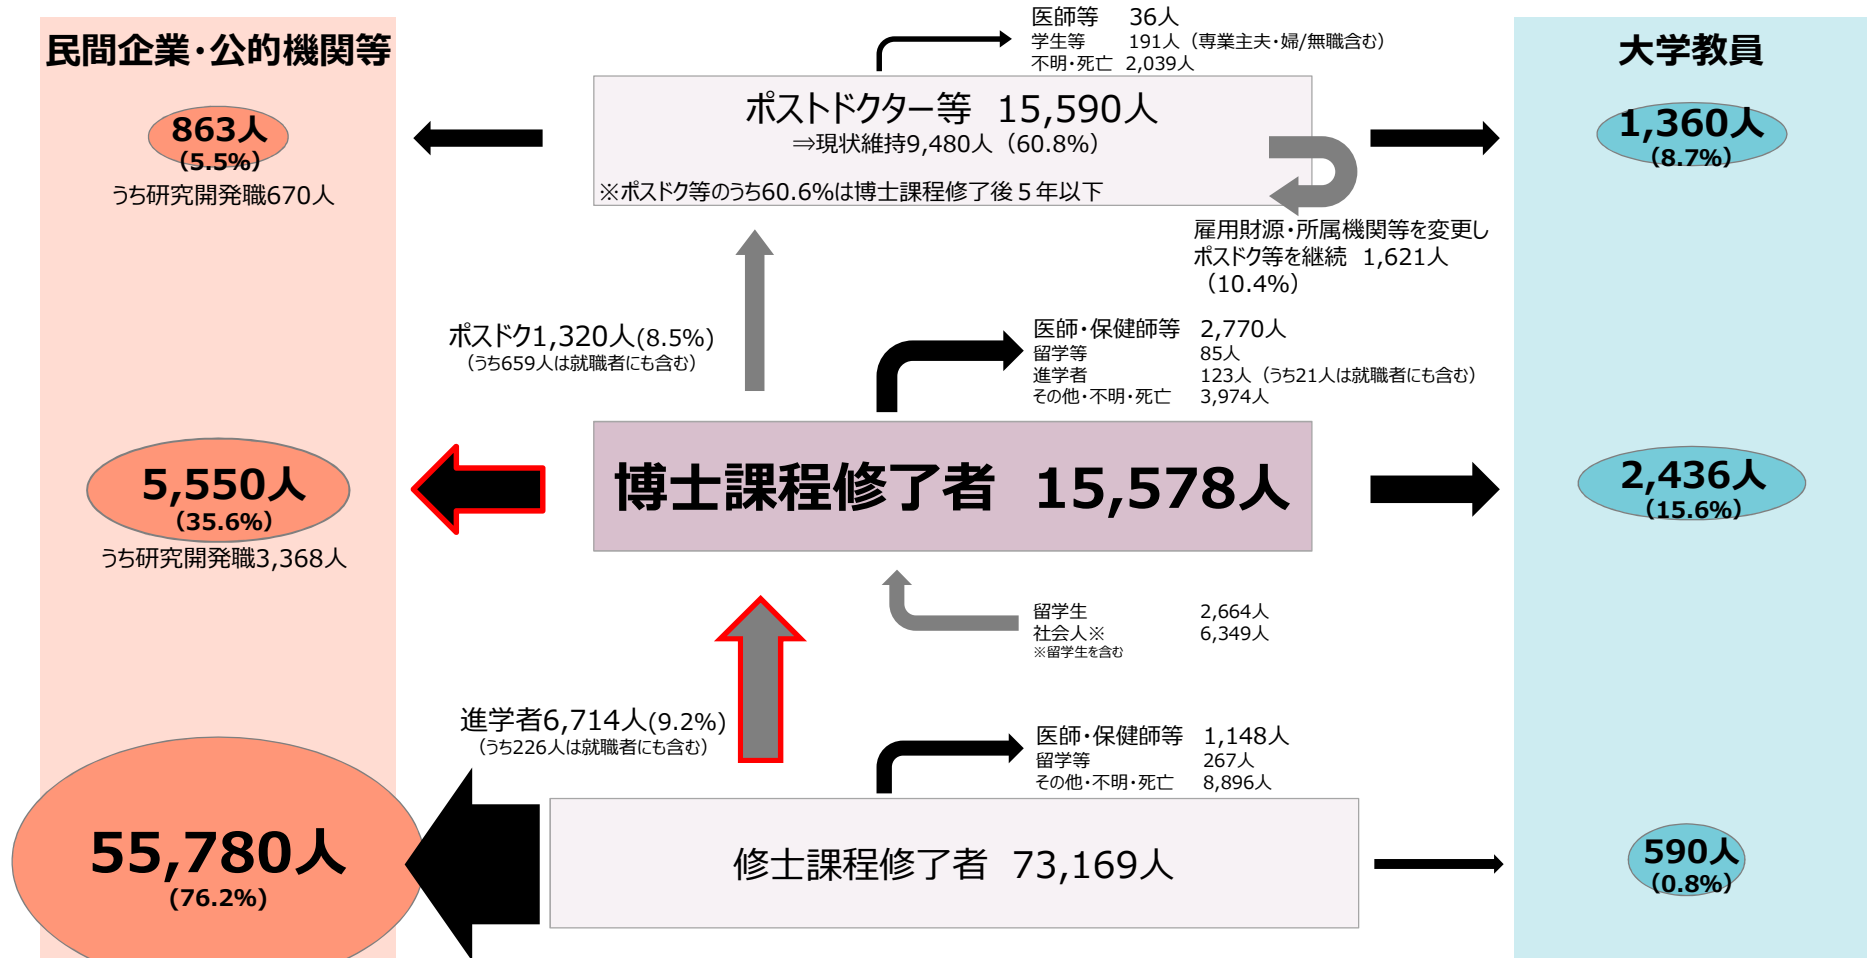 民間企業・公的機関等
863人
(5.5%)
うち研究開発職670人
5,550人
(35.6%)
うち研究開発職3,368人
55,780人
(76.2%)
医師等 36人
学生等 191人（専業主夫・婦/無職含む）
不明・死亡 2,039人
ポストドクター等 15,590人
⇒現状維持9,480人（60.8%）
※ポスドク等のうち60.6%は博士課程修了後５年以下
雇用財源・所属機関等を変更し
ポスドク等を継続 1,621人
（10.4%）
ポスドク1,320人(8.5%)
（うち659人は就職者にも含む）
医師・保健師等 2,770人
留学等 85人
進学者 123人（うち21人は就職者にも含む）
その他・不明・死亡 3,974人
博士課程修了者 15,578人
留学生 2,664人
社会人※ 6,349人
※留学生を含む
進学者6,714人(9.2%)
（うち226人は就職者にも含む）
医師・保健師等 1,148人
留学等 267人
その他・不明・死亡 8,896人
修士課程修了者 73,169人
大学教員
1,360人
(8.7%)
2,436人
(15.6%)
590人
(0.8%)